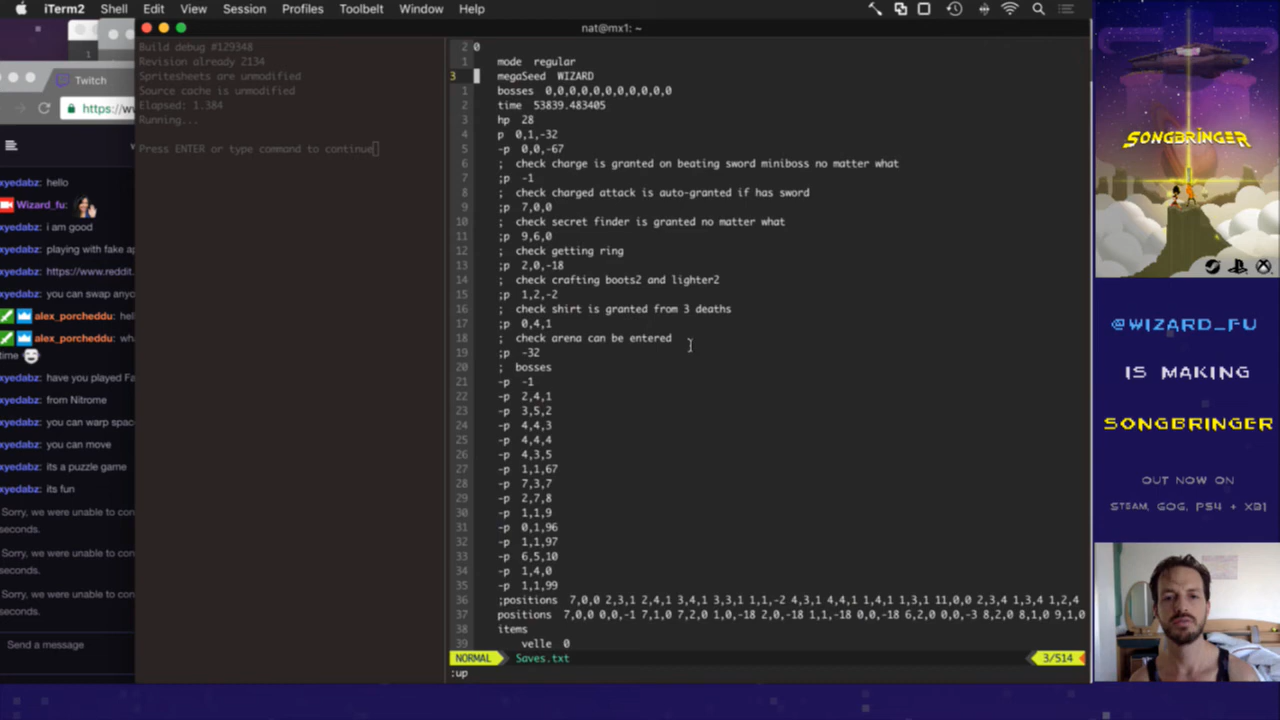 iTerm2 Shell Edit View Session Profiles Toolbelt Window Help
nat@mx1: ~
Build debug #129348
Revision already 2134
Spritesheets are unmodified
Source cache is unmodified
Elapsed: 1.384
Running...
Press ENTER or type command to continue
Twitch
https://ww
xyedabz: hello
Wizard_fu:
xyedabz: i am good
xyedabz: playing with fake ap
xyedabz: https://www.reddit.
xyedabz: you can swap anyo
alex_porcheddu: hel
alex_porcheddu: wha
time
xyedabz: have you played Fa
xyedabz: from Nitrome
xyedabz: you can warp spac
xyedabz: you can move
xyedabz: its a puzzle game
xyedabz: its fun
Sorry, we were unable to con
seconds.
Sorry, we were unable to con
seconds.
Sorry, we were unable to con
seconds.
Send a message
2 0
1 mode regular
3 megaSeed WIZARD
1 bosses 0,0,0,0,0,0,0,0,0,0,0
2 time 53839.483405
3 hp 28
4 p 0,1,-32
5 -p 0,0,-67
6 ; check charge is granted on beating sword miniboss no matter what
7 ;p -1
8 ; check charged attack is auto-granted if has sword
9 ;p 7,0,0
10 ; check secret finder is granted no matter what
11 ;p 9,6,0
12 ; check getting ring
13 ;p 2,0,-18
14 ; check crafting boots2 and lighter2
15 ;p 1,2,-2
16 ; check shirt is granted from 3 deaths
17 ;p 0,4,1
18 ; check arena can be entered
19 ;p -32
20 ; bosses
21 -p -1
22 -p 2,4,1
23 -p 3,5,2
24 -p 4,4,3
25 -p 4,4,4
26 -p 4,3,5
27 -p 1,1,67
28 -p 7,3,7
29 -p 2,7,8
30 -p 1,1,9
31 -p 0,1,96
32 -p 1,1,97
33 -p 6,5,10
34 -p 1,4,0
35 -p 1,1,99
36 ;positions 7,0,0 2,3,1 2,4,1 3,4,1 3,3,1 1,1,-2 4,3,1 4,4,1 1,4,1 1,3,1 11,0,0 2,3,4 1,3,4 1,2,4
37 positions 7,0,0 0,0,-1 7,1,0 7,2,0 1,0,-18 2,0,-18 1,1,-18 0,0,-18 6,2,0 0,0,-3 8,2,0 8,1,0 9,1,0
38 items
39 velle 0
NORMAL Saves.txt 3/514
:up
SONGBRINGER
@WIZARD_FU
IS MAKING
SONGBRINGER
OUT NOW ON
STEAM, GOG, PS4 + XB1